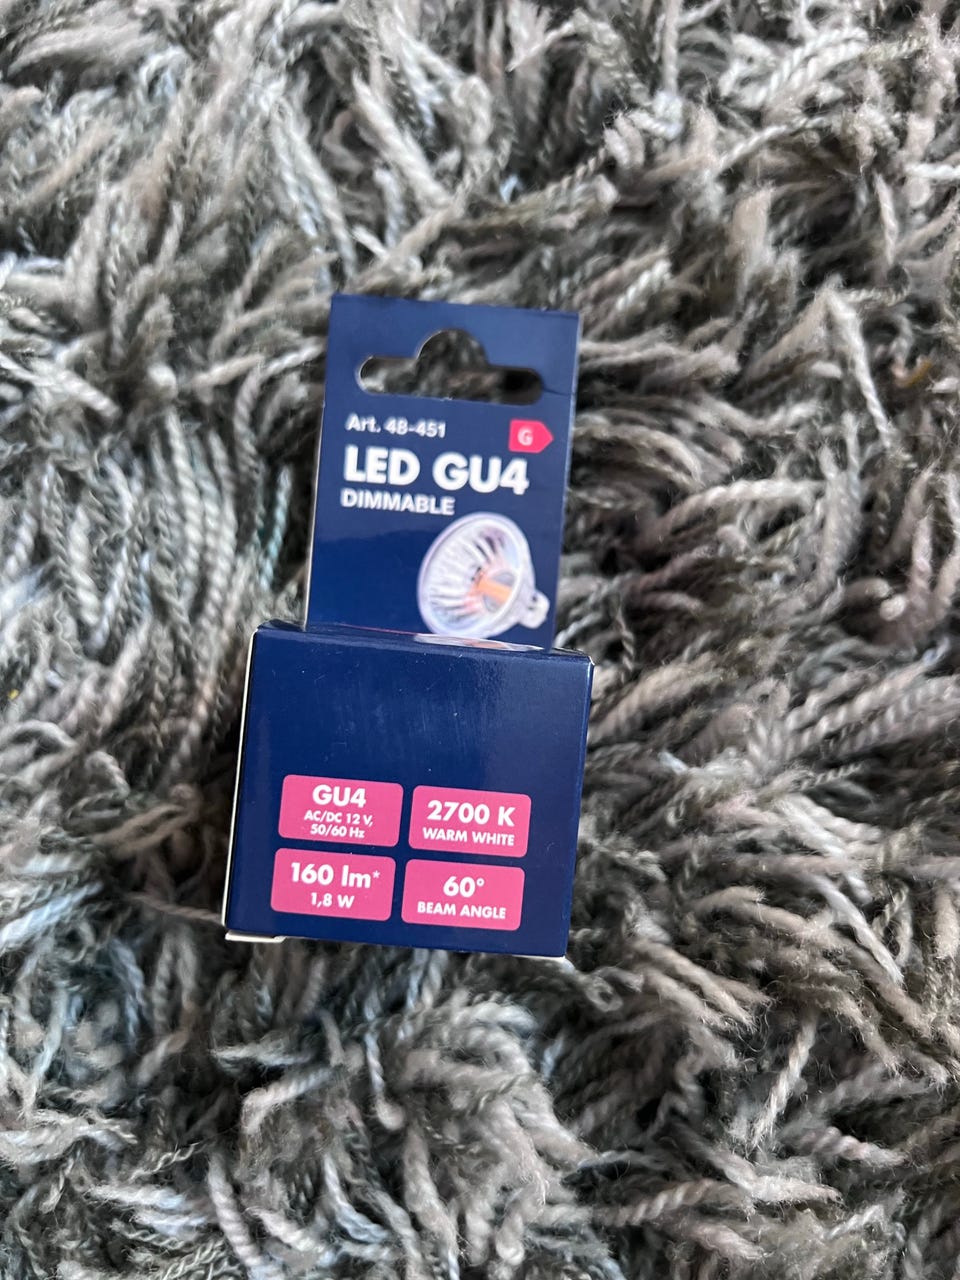 Art. 48-451
G
LED GU4
DIMMABLE
GU4
AC/DC 12 V,
50/60 Hz
2700 K
WARM WHITE
160 lm*
1,8 W
60°
BEAM ANGLE